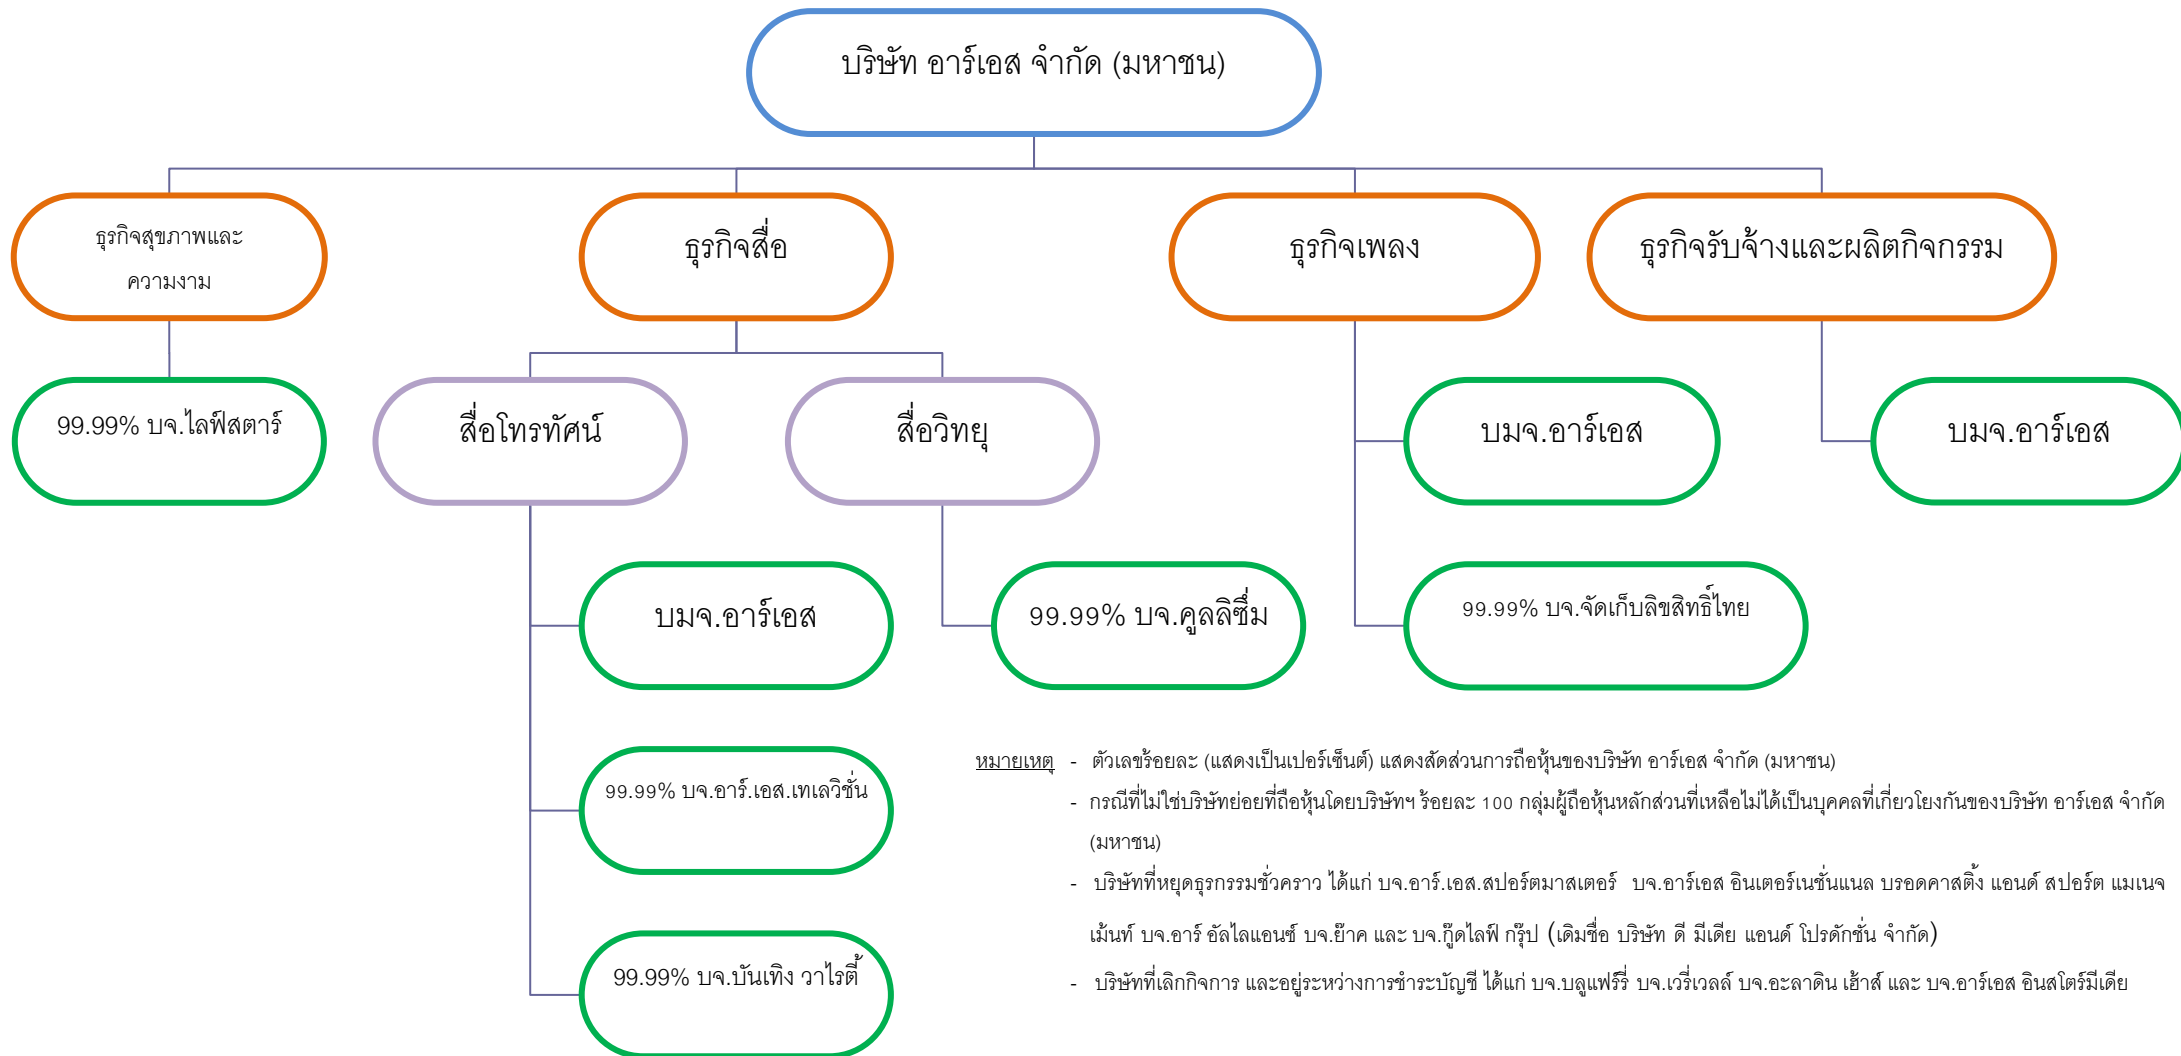 บริษัท อาร์เอส จำกัด (มหาชน)
ธุรกิจสุขภาพและ
ความงาม
ธุรกิจสื่อ
ธุรกิจเพลง
ธุรกิจรับจ้างและผลิตกิจกรรม
99.99% บจ.ไลฟ์สตาร์
สื่อโทรทัศน์
สื่อวิทยุ
บมจ.อาร์เอส
บมจ.อาร์เอส
บมจ.อาร์เอส
99.99% บจ.คูลลิซึ่ม
99.99% บจ.จัดเก็บลิขสิทธิ์ไทย
99.99% บจ.อาร์.เอส.เทเลวิชั่น
99.99% บจ.บันเทิง วาไรตี้
หมายเหตุ - ตัวเลขร้อยละ (แสดงเป็นเปอร์เซ็นต์) แสดงสัดส่วนการถือหุ้นของบริษัท อาร์เอส จำกัด (มหาชน)
- กรณีที่ไม่ใช่บริษัทย่อยที่ถือหุ้นโดยบริษัทฯ ร้อยละ 100 กลุ่มผู้ถือหุ้นหลักส่วนที่เหลือไม่ได้เป็นบุคคลที่เกี่ยวโยงกันของบริษัท อาร์เอส จำกัด
(มหาชน)
- บริษัทที่หยุดธุรกรรมชั่วคราว ได้แก่ บจ.อาร์.เอส.สปอร์ตมาสเตอร์ บจ.อาร์เอส อินเตอร์เนชั่นแนล บรอดคาสติ้ง แอนด์ สปอร์ต แมเนจ
เม้นท์ บจ.อาร์ อัลไลแอนซ์ บจ.ย๊าค และ บจ.กู๊ดไลฟ์ กรุ๊ป (เดิมชื่อ บริษัท ดี มีเดีย แอนด์ โปรดักชั่น จำกัด)
- บริษัทที่เลิกกิจการ และอยู่ระหว่างการชำระบัญชี ได้แก่ บจ.บลูแฟร์รี่ บจ.เวรี่เวลล์ บจ.อะลาดิน เฮ้าส์ และ บจ.อาร์เอส อินสโตร์มีเดีย